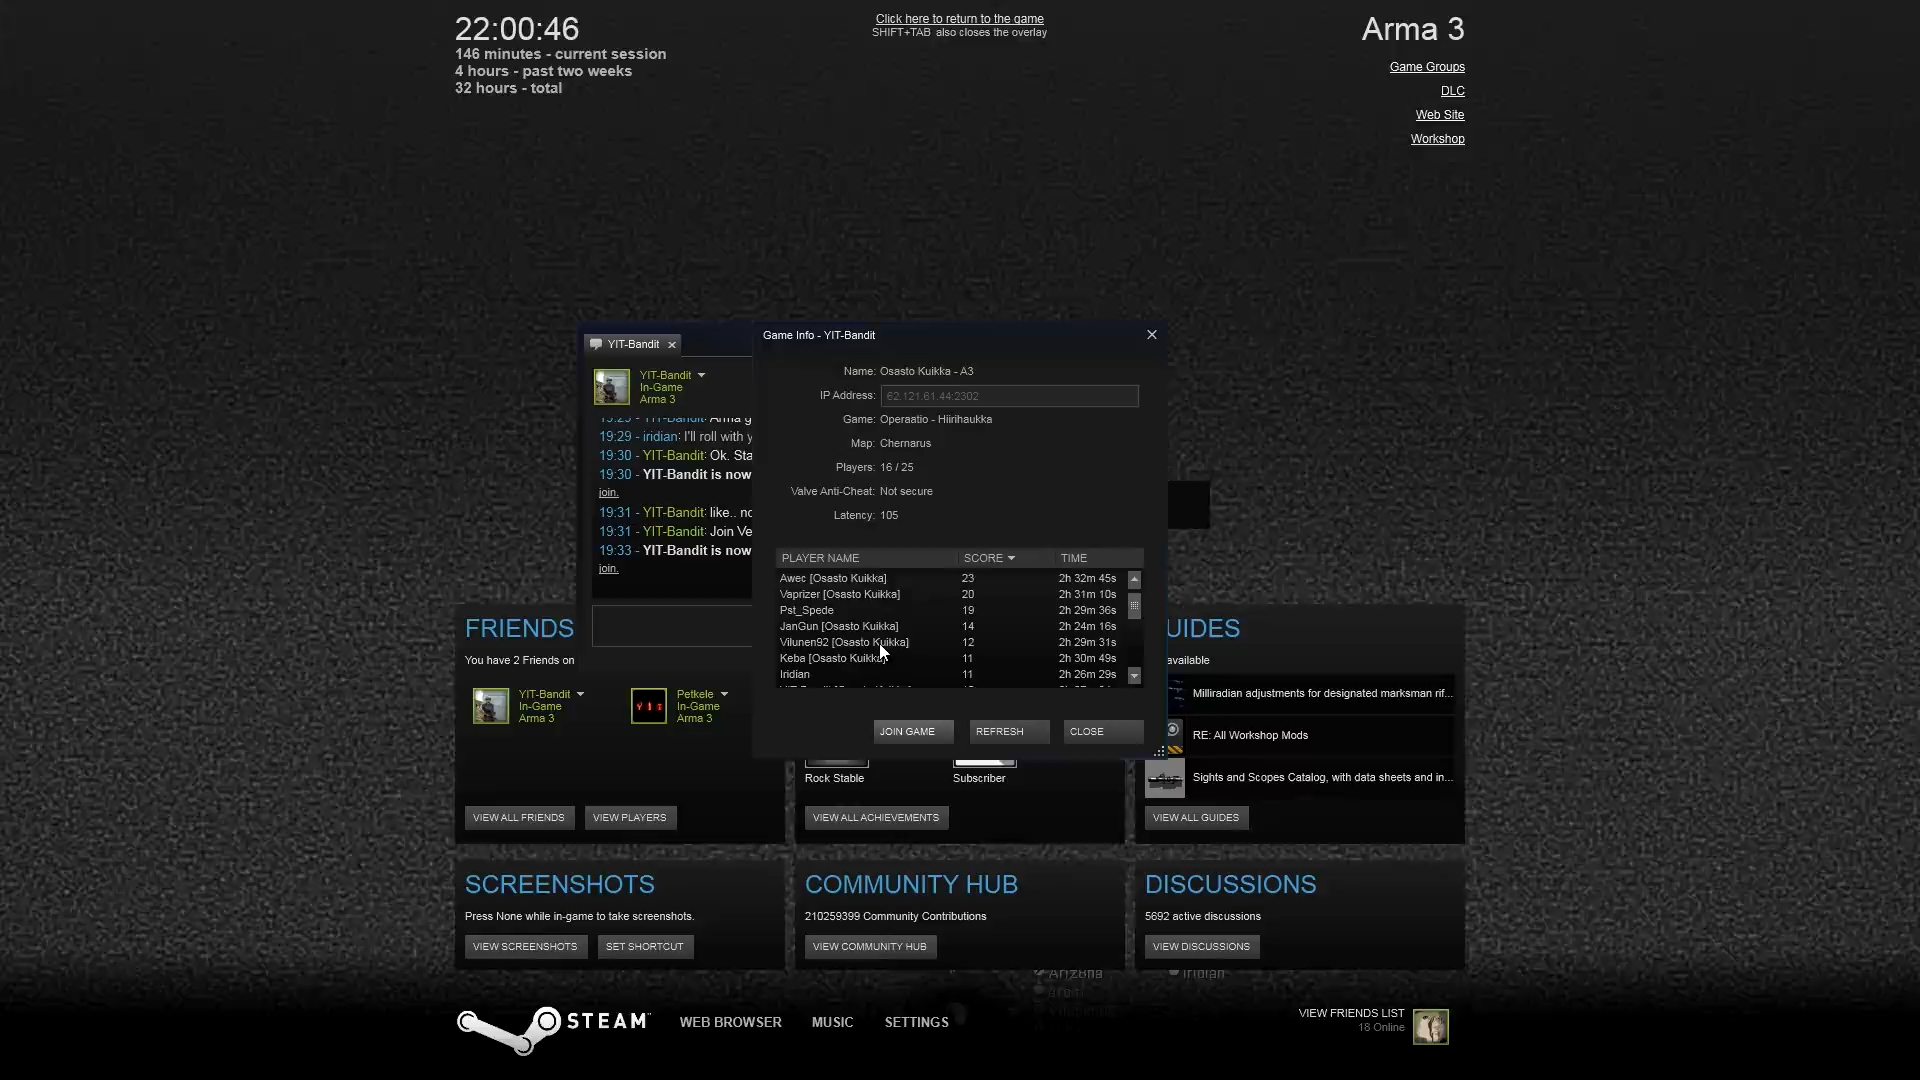 22:00:46
146 minutes - current session
4 hours - past two weeks
32 hours - total
Click here to return to the game
SHIFT+TAB also closes the overlay
Arma 3
Game Groups
DLC
Web Site
Workshop
YIT-Bandit
YIT-Bandit
In-Game
Arma 3
19:29 - YIT-Bandit: Arma g
19:29 - iridian: I'll roll with y
19:30 - YIT-Bandit: Ok. Sta
19:30 - YIT-Bandit is now
join.
19:31 - YIT-Bandit: like.. no
19:31 - YIT-Bandit: Join Ve
19:33 - YIT-Bandit is now
join.
Game Info - YIT-Bandit
Name: Osasto Kuikka - A3
IP Address: 62.121.61.44:2302
Game: Operaatio - Hiirihaukka
Map: Chernarus
Players: 16 / 25
Valve Anti-Cheat: Not secure
Latency: 105
PLAYER NAME SCORE TIME
Awec [Osasto Kuikka] 23 2h 32m 45s
Vaprizer [Osasto Kuikka] 20 2h 31m 10s
Pst_Spede 19 2h 29m 36s
JanGun [Osasto Kuikka] 14 2h 24m 16s
Vilunen92 [Osasto Kuikka] 12 2h 29m 31s
Keba [Osasto Kuikka] 11 2h 30m 49s
Iridian 11 2h 26m 29s
JOIN GAME REFRESH CLOSE
FRIENDS
You have 2 Friends on
YIT-Bandit
In-Game
Arma 3
Petkele
In-Game
Arma 3
VIEW ALL FRIENDS VIEW PLAYERS
Rock Stable
Subscriber
VIEW ALL ACHIEVEMENTS
UIDES
available
Milliradian adjustments for designated marksman rif...
RE: All Workshop Mods
Sights and Scopes Catalog, with data sheets and in...
VIEW ALL GUIDES
SCREENSHOTS
Press None while in-game to take screenshots.
VIEW SCREENSHOTS SET SHORTCUT
COMMUNITY HUB
210259399 Community Contributions
VIEW COMMUNITY HUB
DISCUSSIONS
5692 active discussions
VIEW DISCUSSIONS
Iridian
STEAM
WEB BROWSER MUSIC SETTINGS
VIEW FRIENDS LIST
18 Online